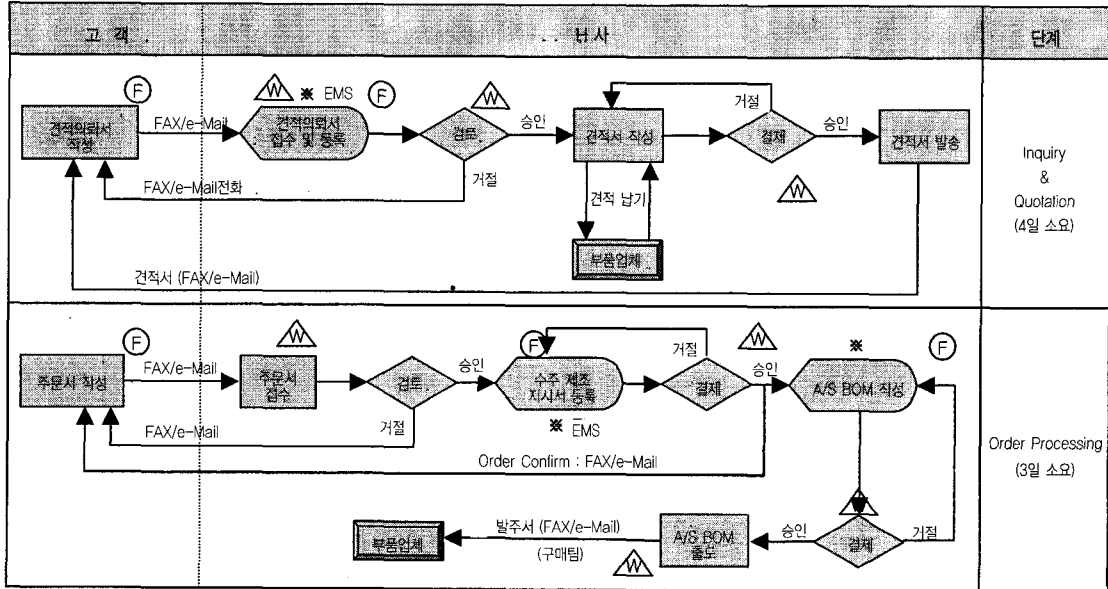 고 객
단계
F
W
※ EMS
F
W
거절
견적의뢰서
작성
FAX/e-Mail
견적의뢰서
접수 및 등록
검토
승인
견적서 작성
결제
승인
견적서 발송
FAX/e-Mail전화
거절
W
견적 납기
부품업체
견적서 (FAX/e-Mail)
Inquiry
&
Quotation
(4일 소요)
F
W
F
거절
W
※
F
주문서 작성
FAX/e-Mail
주문서
접수
검토
승인
수주 제조
지시서 등록
결제
승인
A/S BOM 작성
FAX/e-Mail
거절
※ EMS
Order Confirm : FAX/e-Mail
Order Processing
(3일 소요)
부품업체
발주서 (FAX/e-Mail)
(구매팀)
W
A/S BOM
출도
승인
결제
거절